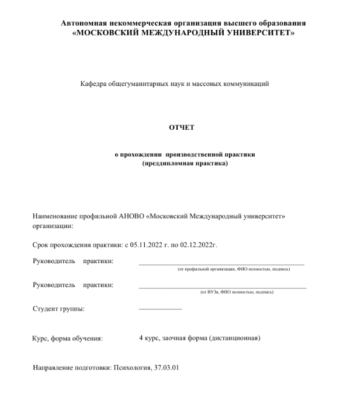 Автономная некоммерческая организация высшего образования
«МОСКОВСКИЙ МЕЖДУНАРОДНЫЙ УНИВЕРСИТЕТ»
Кафедра общегуманитарных наук и массовых коммуникаций
ОТЧЕТ
о прохождении производственной практики
(преддипломная практика)
Наименование профильной АНОВО «Московский Международный университет»
организации:
Срок прохождения практики: с 05.11.2022 г. по 02.12.2022г.
Руководитель практики:
(от профильной организации, ФИО полностью, подпись)
Руководитель практики:
(от ВУЗа, ФИО полностью, подпись)
Студент группы:
Курс, форма обучения: 4 курс, заочная форма (дистанционная)
Направление подготовки: Психология, 37.03.01